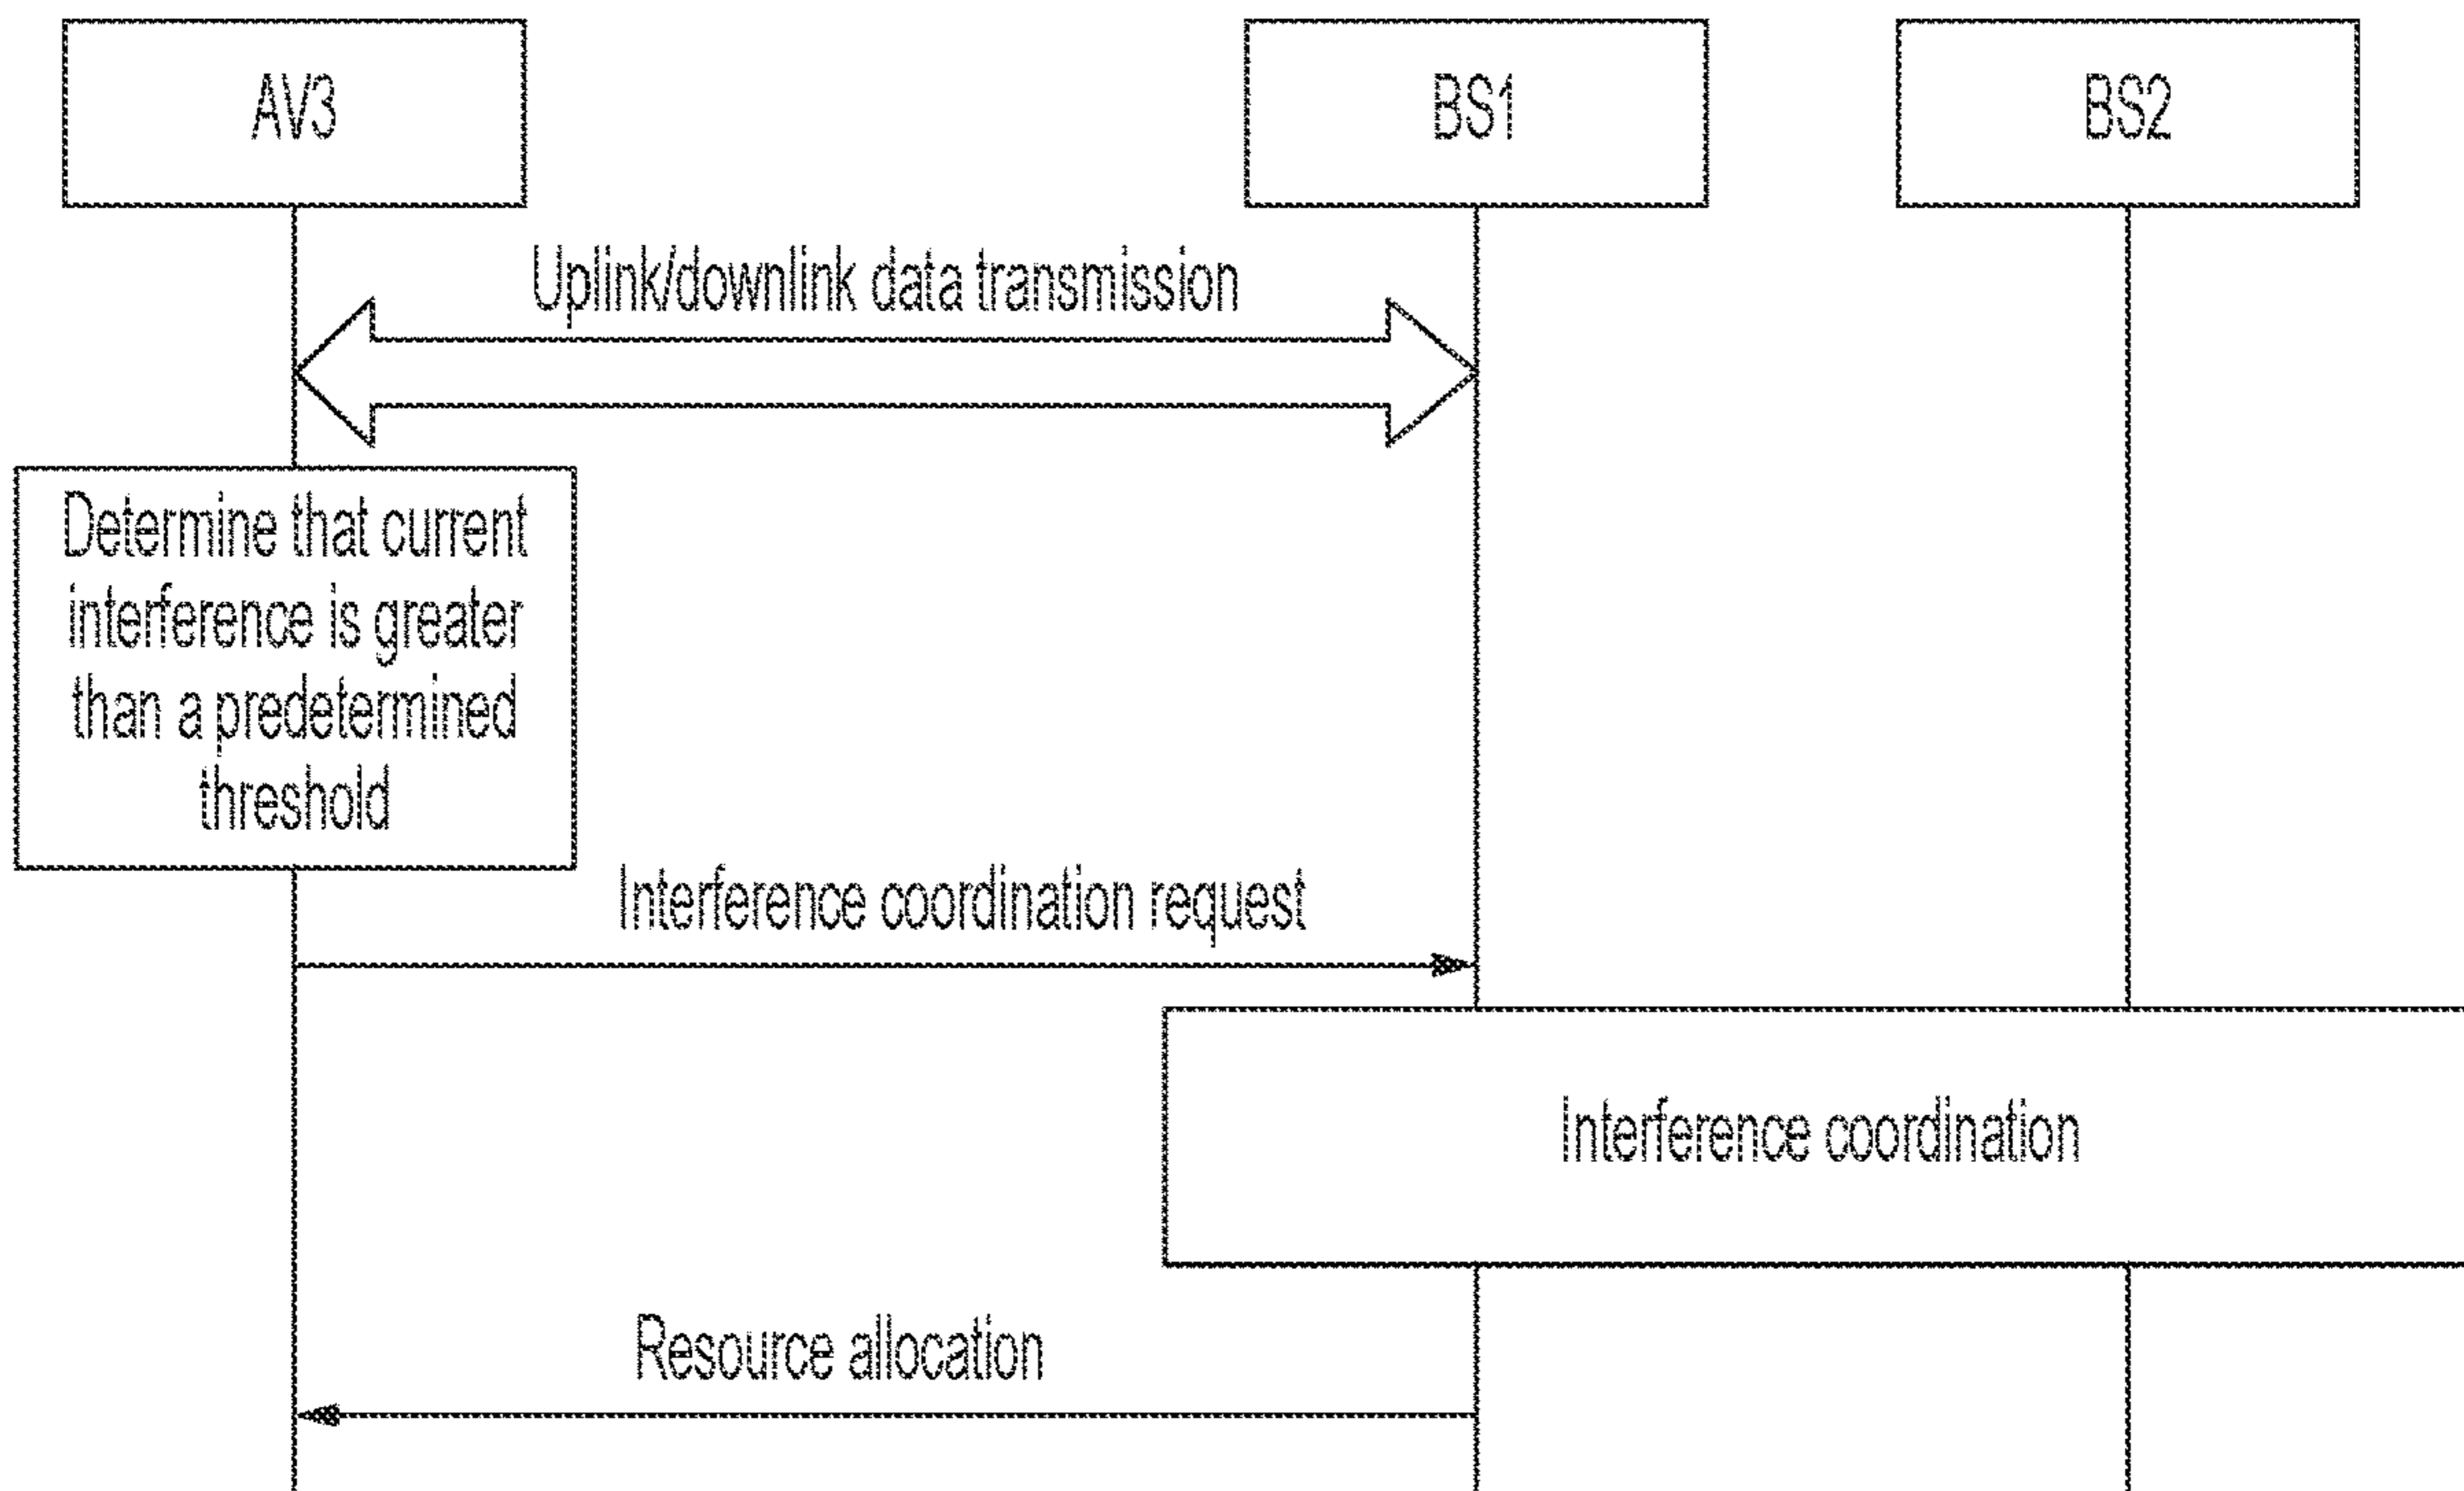 AV3
BS1
BS2
Uplink/downlink data transmission
Determine that current
interference is greater
than a predetermined
threshold
Interference coordination request
Interference coordination
Resource allocation